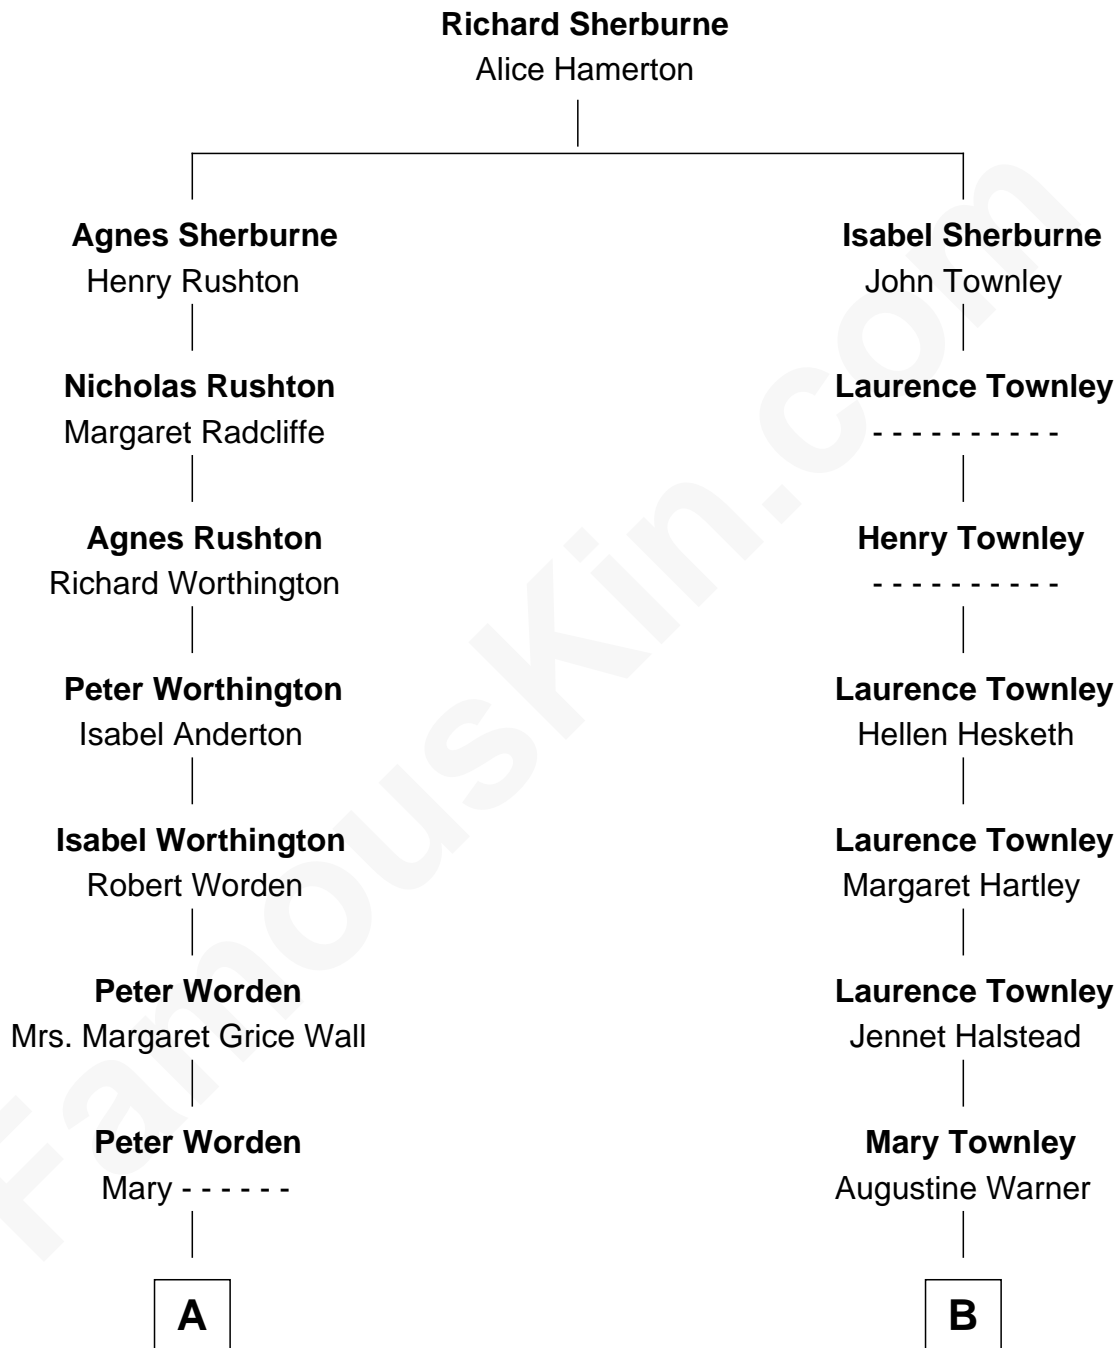 Richard Sherburne
Alice Hamerton
Agnes Sherburne
Henry Rushton
Isabel Sherburne
John Townley
Nicholas Rushton
Margaret Radcliffe
Laurence Townley
- - - - - - - - - -
Agnes Rushton
Richard Worthington
Henry Townley
- - - - - - - - - -
Peter Worthington
Isabel Anderton
Laurence Townley
Hellen Hesketh
Isabel Worthington
Robert Worden
Laurence Townley
Margaret Hartley
Peter Worden
Mrs. Margaret Grice Wall
Laurence Townley
Jennet Halstead
Peter Worden
Mary - - - - - -
Mary Townley
Augustine Warner
A
B
FamousKin.com